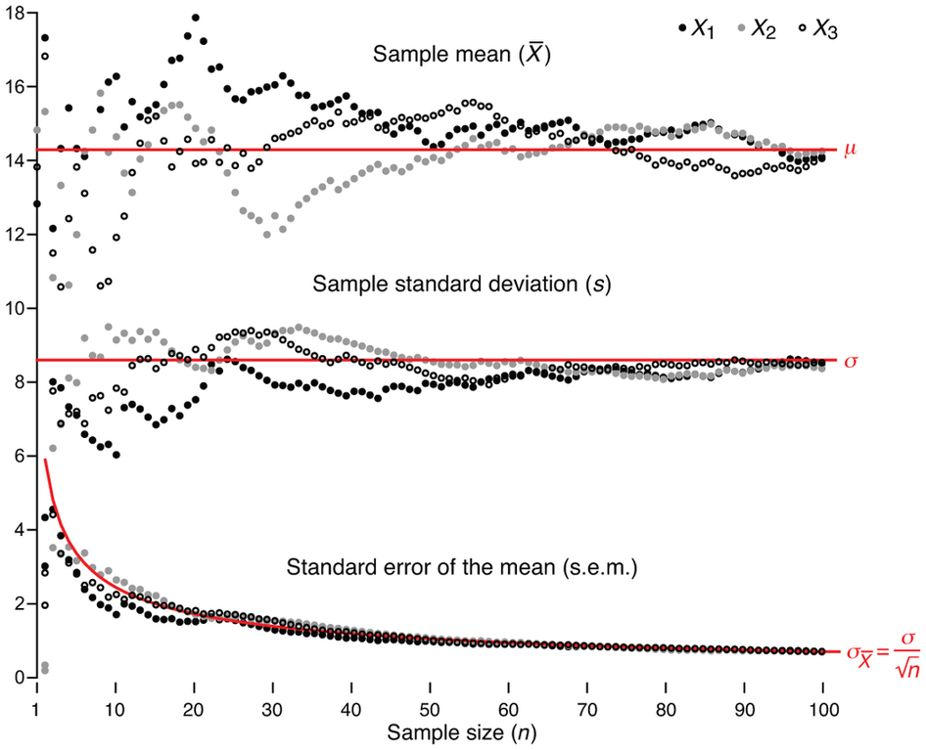 18
X₁ X₂ X₃
Sample mean (X̅)
16
14
μ
12
Sample standard deviation (s)
10
σ
8
6
4
Standard error of the mean (s.e.m.)
2
σX̅ = σ/√n
0
1 10 20 30 40 50 60 70 80 90 100
Sample size (n)